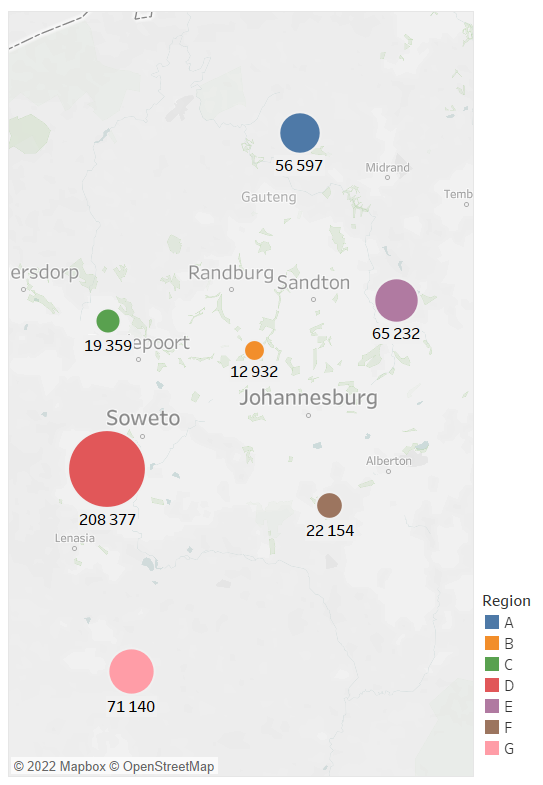 56 597
Midrand
Gauteng
Temb
ersdorp
Randburg
Sandton
65 232
19 359
epoort
12 932
Johannesburg
Soweto
Alberton
208 377
22 154
Lenasia
71 140
Region
A
B
C
D
E
F
G
© 2022 Mapbox © OpenStreetMap